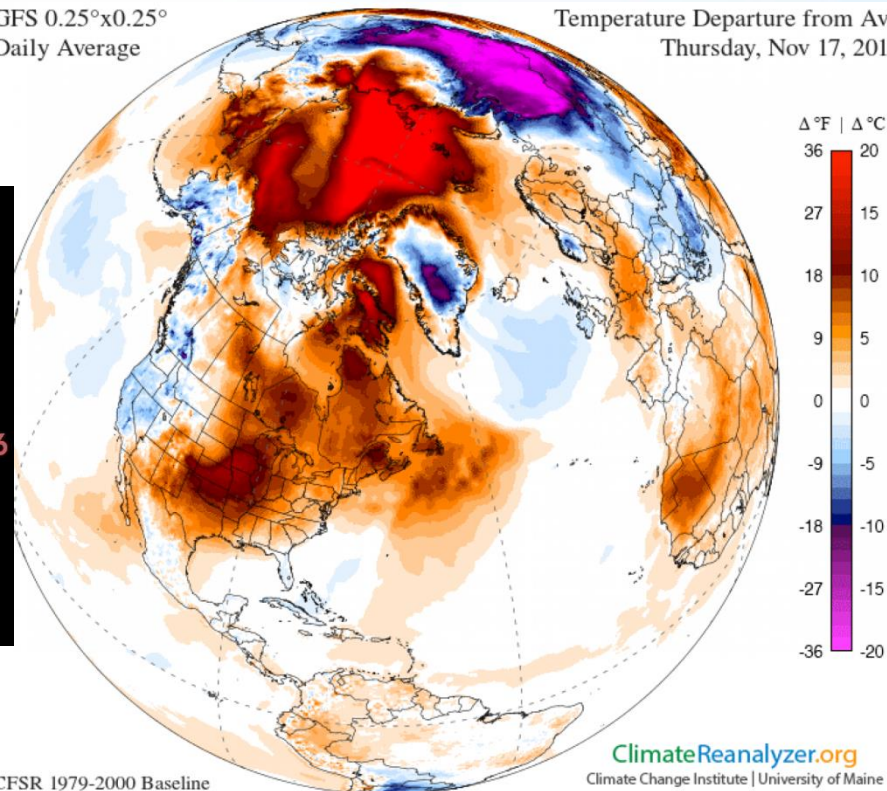 GFS 0.25°x0.25°
Daily Average
Temperature Departure from Av
Thursday, Nov 17, 201
Δ °F | Δ °C
36 20
27 15
18 10
9 5
0 0
-9 -5
-18 -10
-27 -15
-36 -20
6
ClimateReanalyzer.org
Climate Change Institute | University of Maine
CFSR 1979-2000 Baseline